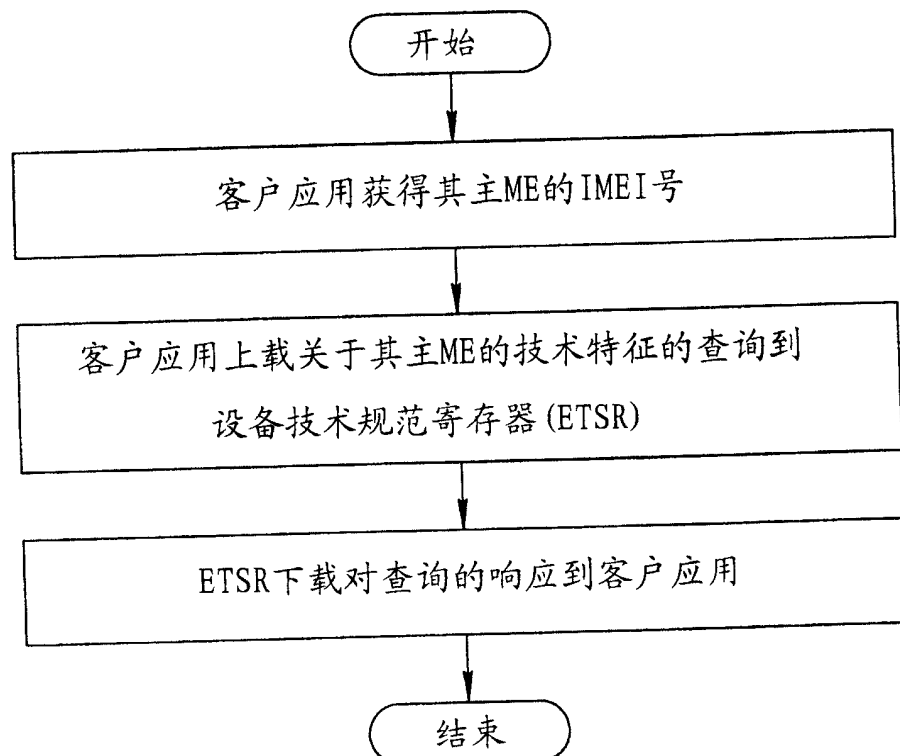 开始
客户应用获得其主ME的IMEI号
客户应用上载关于其主ME的技术特征的查询到
设备技术规范寄存器(ETSR)
ETSR下载对查询的响应到客户应用
结束